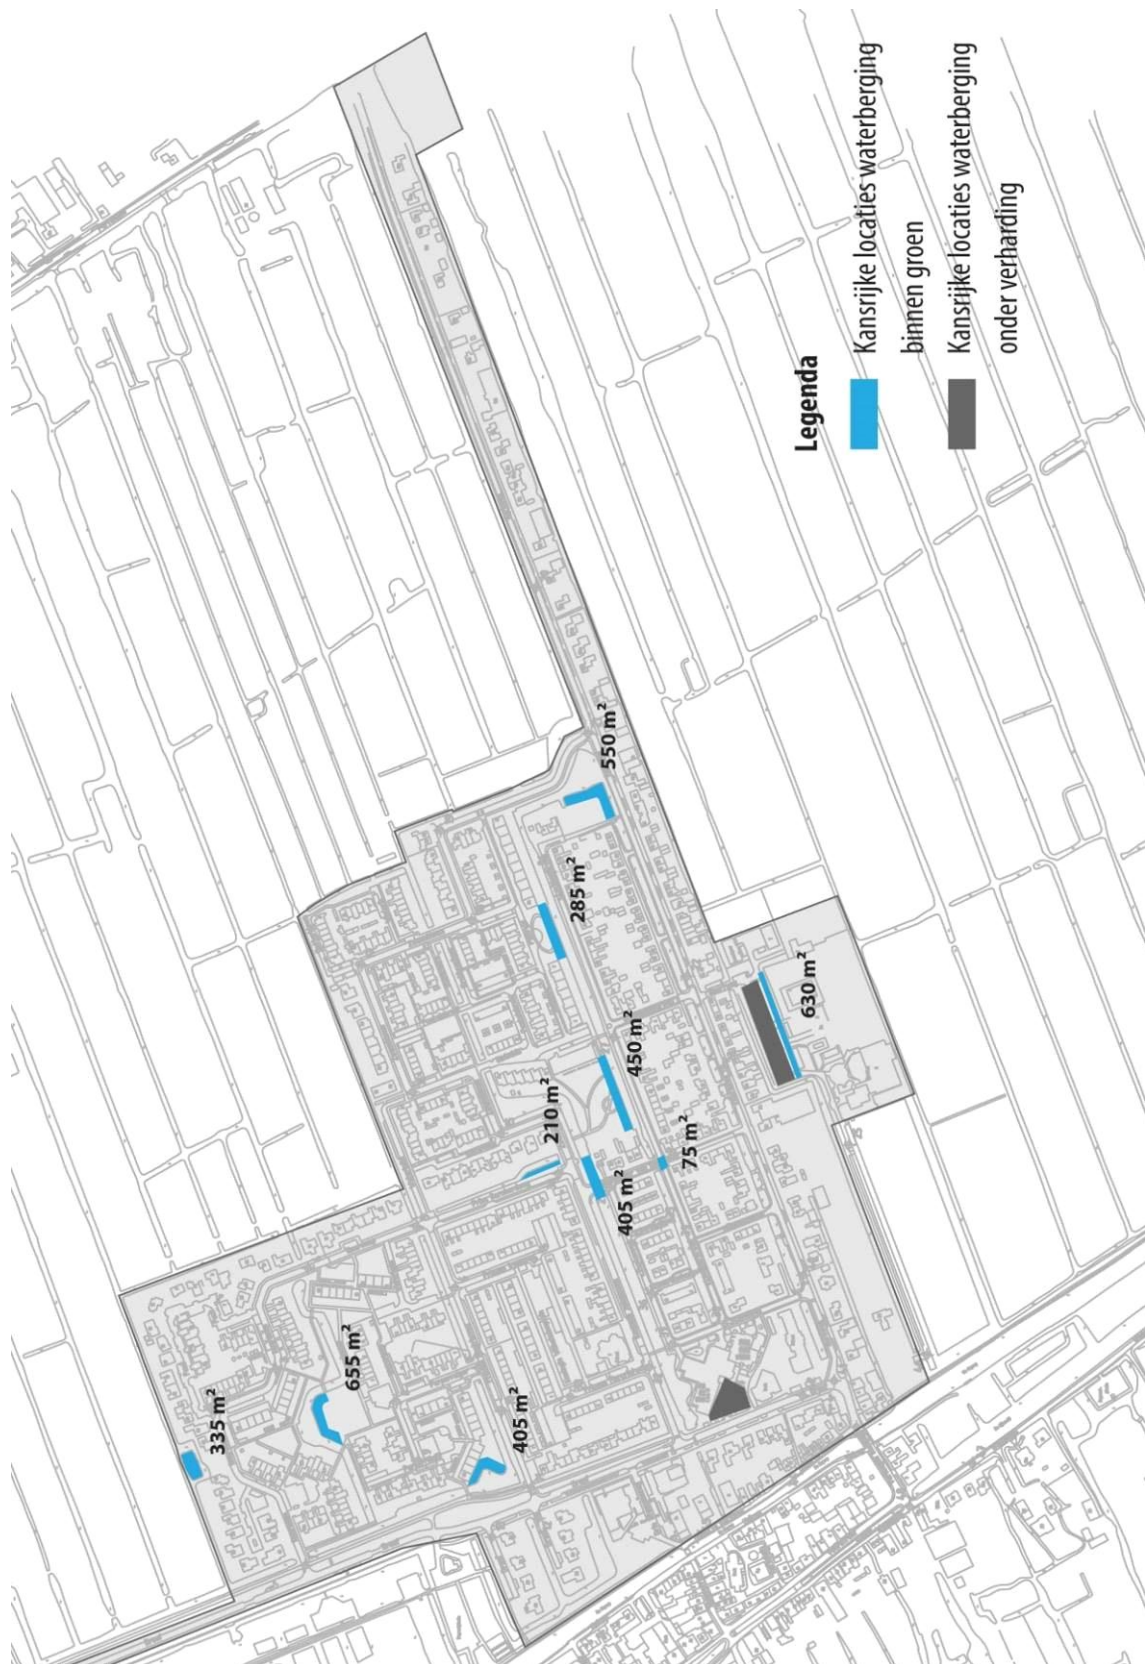 335 m²
655 m²
405 m²
210 m²
405 m²
75 m²
450 m²
285 m²
550 m²
630 m²
Legenda
Kansrijke locaties waterberging
binnen groen
Kansrijke locaties waterberging
onder verharding